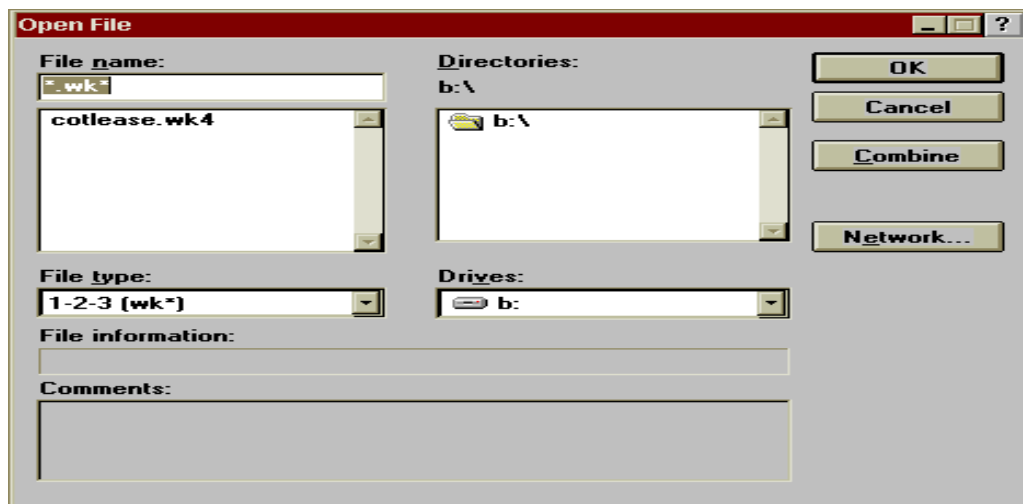 Open File
?
File name:
*.wk*
cotlease.wk4
Directories:
b:\
b:\
OK
Cancel
Combine
Network...
File type:
1-2-3 (wk*)
Drives:
b:
File information:
Comments: